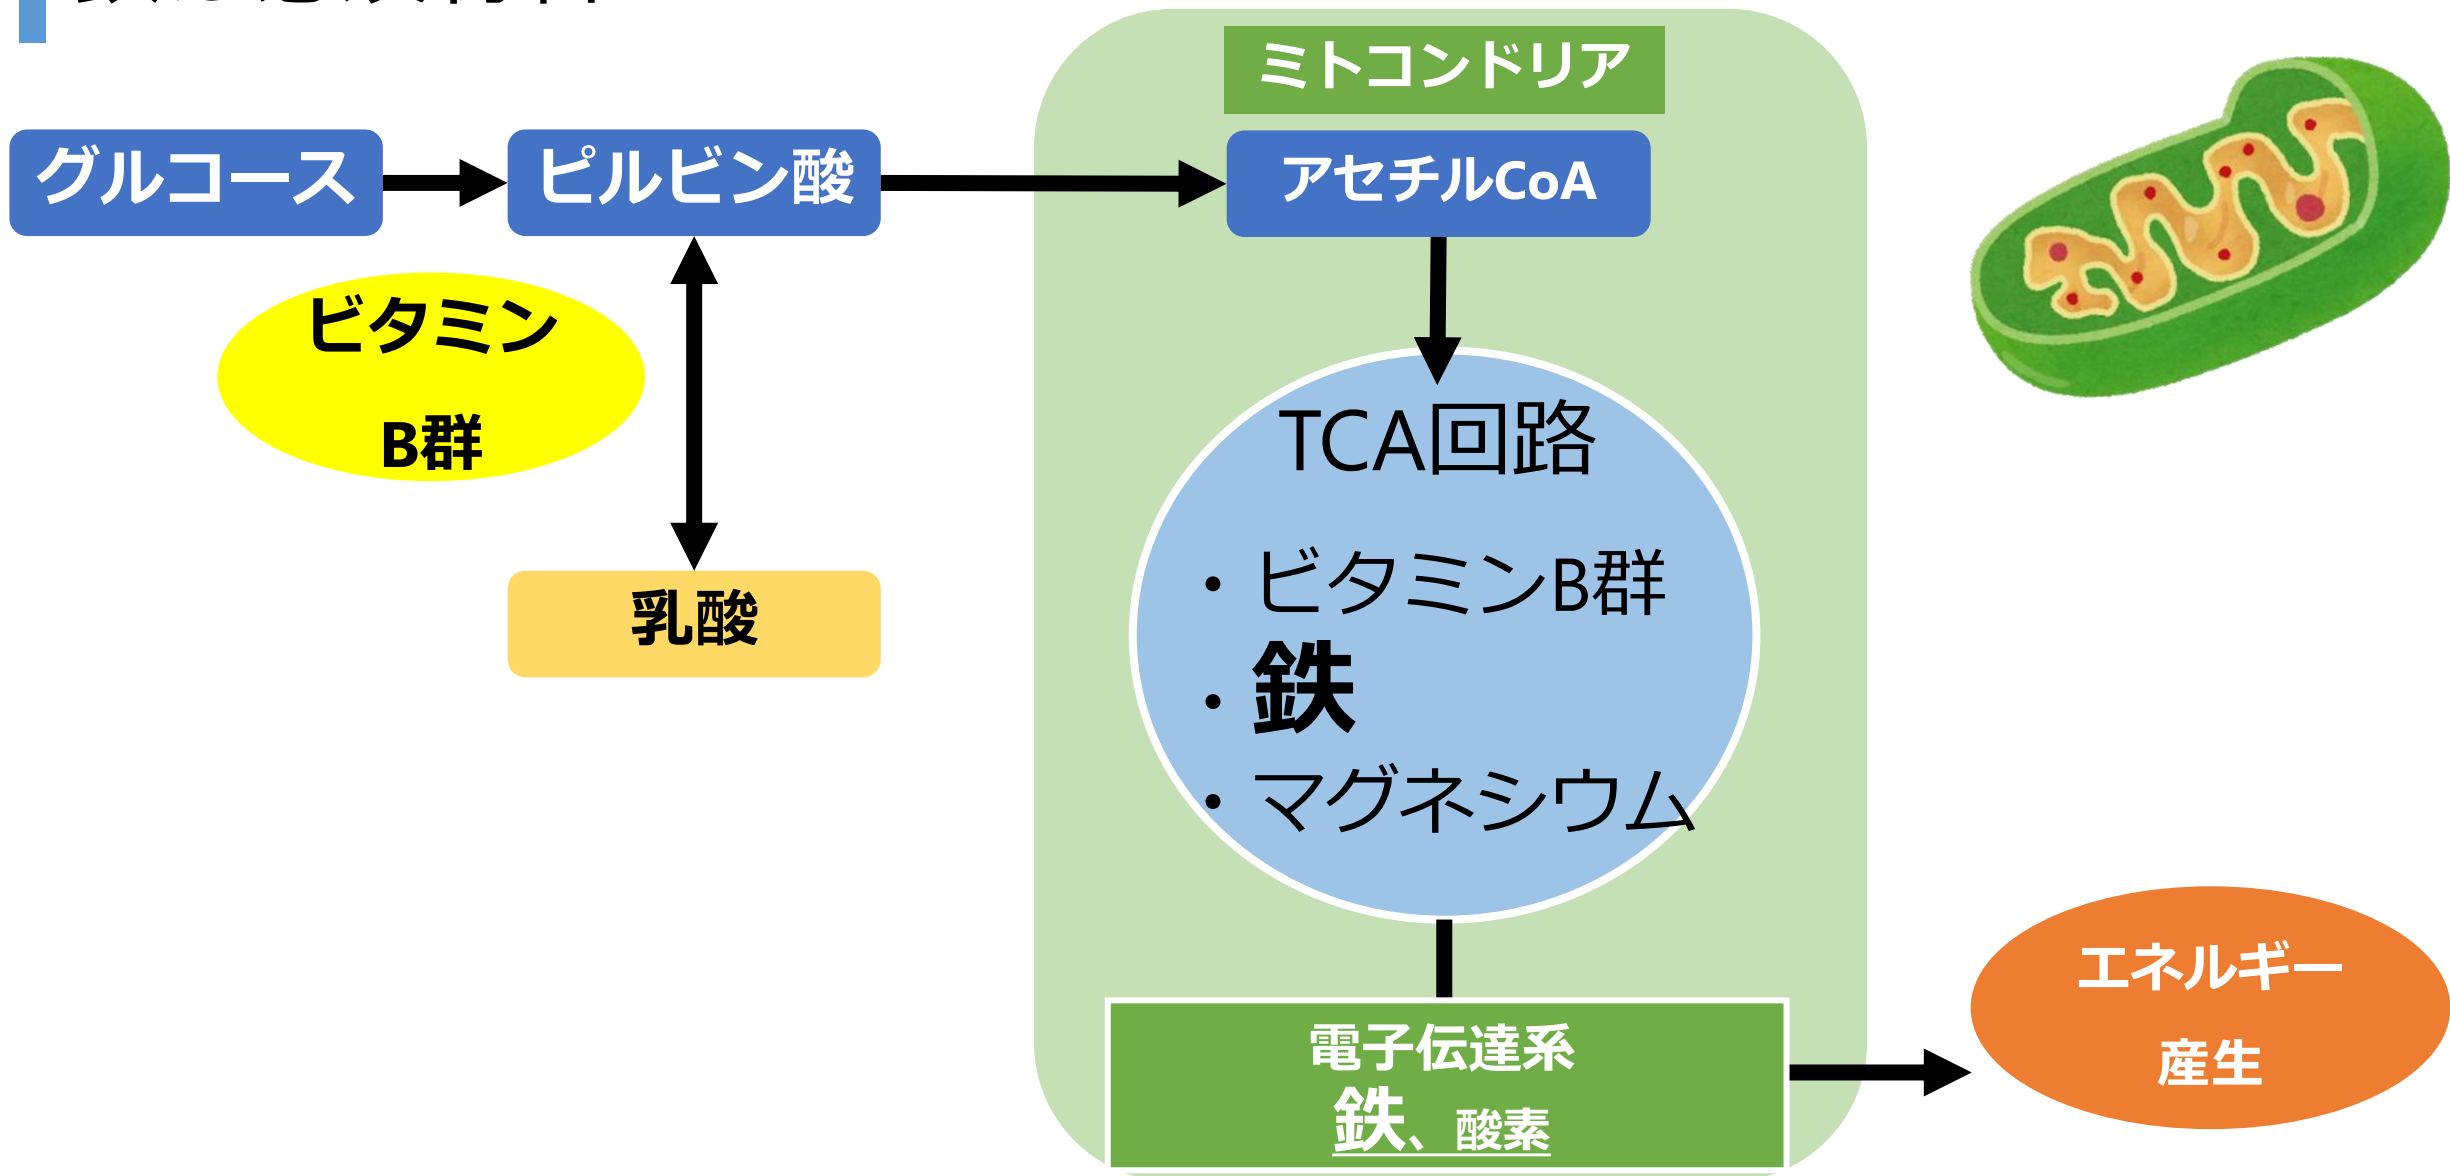 ミトコンドリア
グルコース
ピルビン酸
アセチルCoA
ビタミン
B群
乳酸
TCA回路
・ビタミンB群
・鉄
・マグネシウム
電子伝達系
鉄、酸素
エネルギー
産生